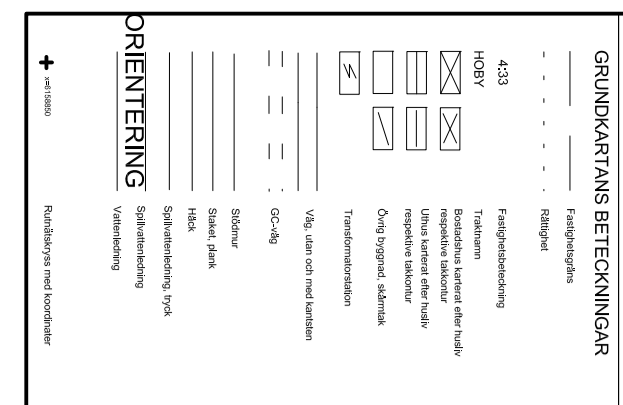 GRUNDKARTANS BETECKNINGAR
Fastighetsgräns
Rättighet
4:33 Fastighetsbeteckning
HOBY Traktnamn
Bostadshus karterat efter husliv
respektive takkontur
Uthus karterat efter husliv
respektive takkontur
Övrig byggnad, skärmtak
Transformatorstation
Väg, utan och med kantsten
GC-väg
Stödmur
Staket, plank
Häck
Spillvattenledning, tryck
Spillvattenledning
Vattenledning
ORIENTERING
x=6158850 Rutnätskryss med koordinater